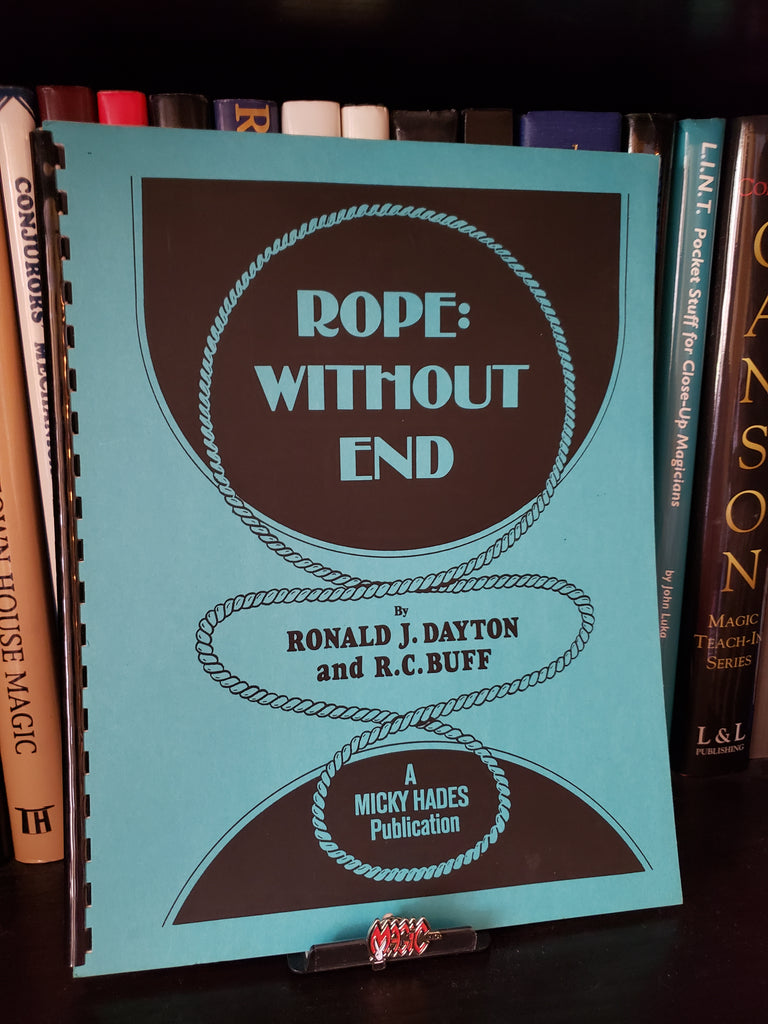 ROPE:
WITHOUT
END
By
RONALD J. DAYTON
and R.C. BUFF
A
MICKY HADES
Publication
MAGIC
CONJURORS
TOWN HOUSE MAGIC
TH
R
L.I.N.T. Pocket Stuff for Close-Up Magicians
by John Luka
CANSON
MAGIC
TEACH-IN
SERIES
L & L
PUBLISHING